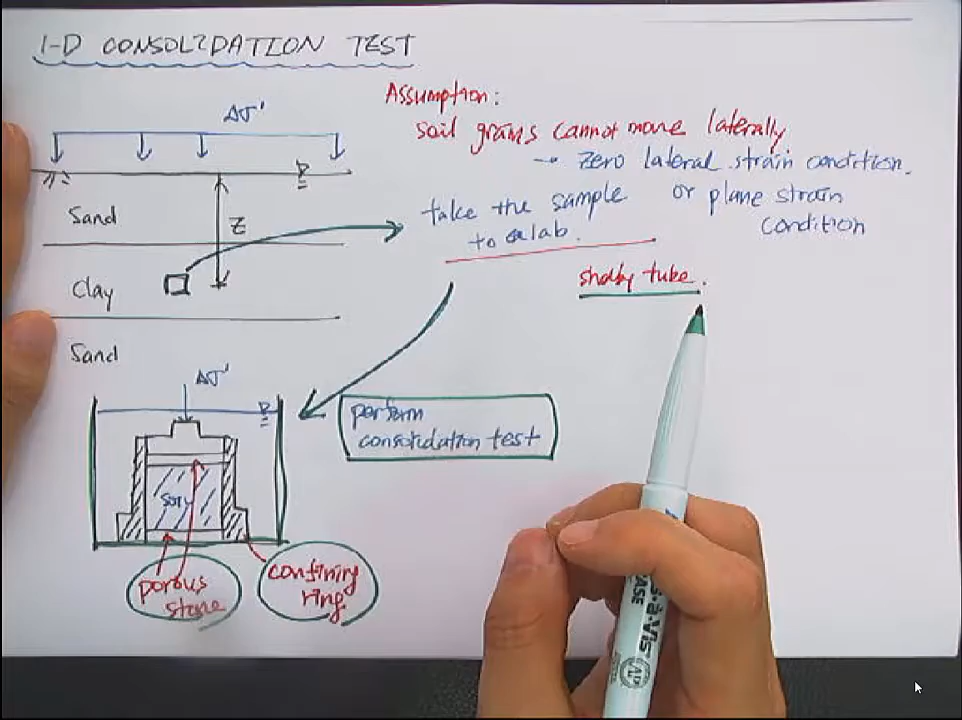 1-D CONSOLIDATION TEST
Δσ'
Assumption:
soil grains cannot move laterally
→ zero lateral strain condition.
or plane strain
condition
take the sample
to a lab.
shelby tube.
Sand
z
Clay
Sand
Δσ'
perform
consolidation test
Soil
porous
stone
confining
ring